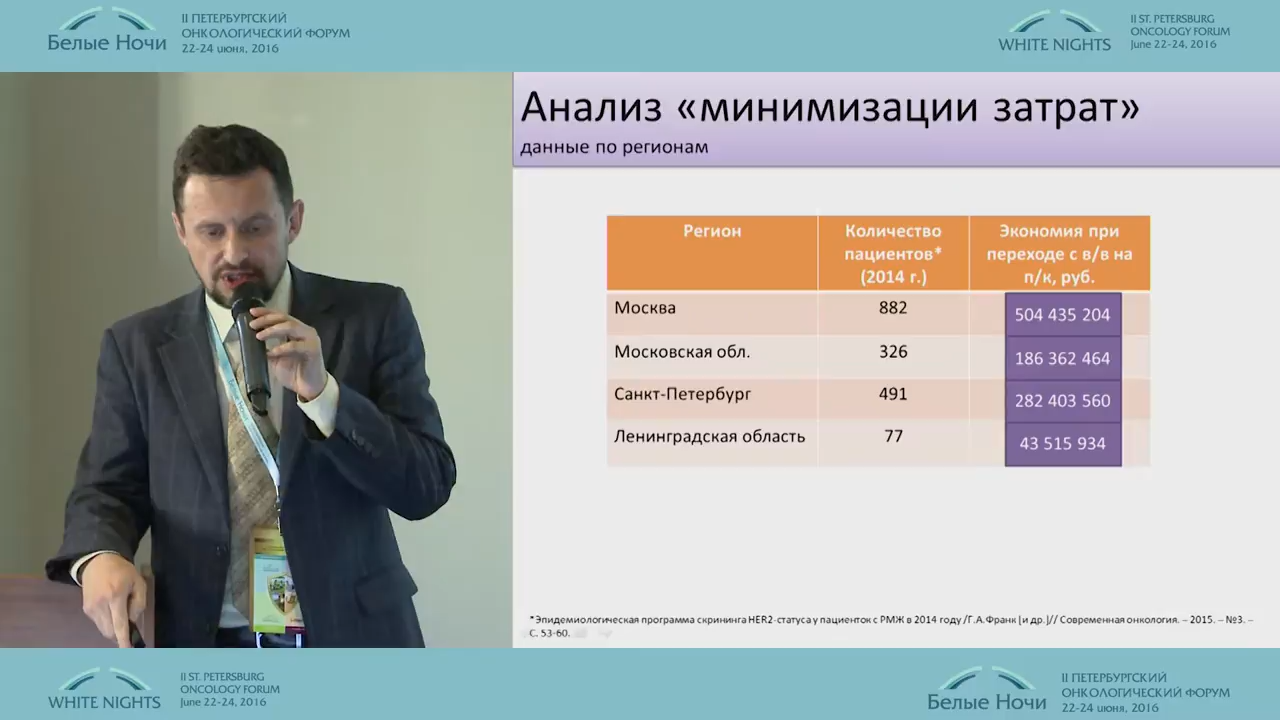 Белые Ночи
II ПЕТЕРБУРГСКИЙ
ОНКОЛОГИЧЕСКИЙ ФОРУМ
22-24 июня, 2016
WHITE NIGHTS
II ST. PETERSBURG
ONCOLOGY FORUM
June 22-24, 2016
Анализ «минимизации затрат»
данные по регионам
Регион
Количество
пациентов*
(2014 г.)
Экономия при
переходе с в/в на
п/к, руб.
Москва 882 504 435 204
Московская обл. 326 186 362 464
Санкт-Петербург 491 282 403 560
Ленинградская область 77 43 515 934
*Эпидемиологическая программа скрининга HER2-статуса у пациенток с РМЖ в 2014 году /Г.А.Франк [и др.]// Современная онкология. – 2015. – №3. –
С. 53-60.
Белые Ночи
WHITE NIGHTS
II ST. PETERSBURG
ONCOLOGY FORUM
June 22-24, 2016
Белые Ночи
II ПЕТЕРБУРГСКИЙ
ОНКОЛОГИЧЕСКИЙ ФОРУМ
22-24 июня, 2016